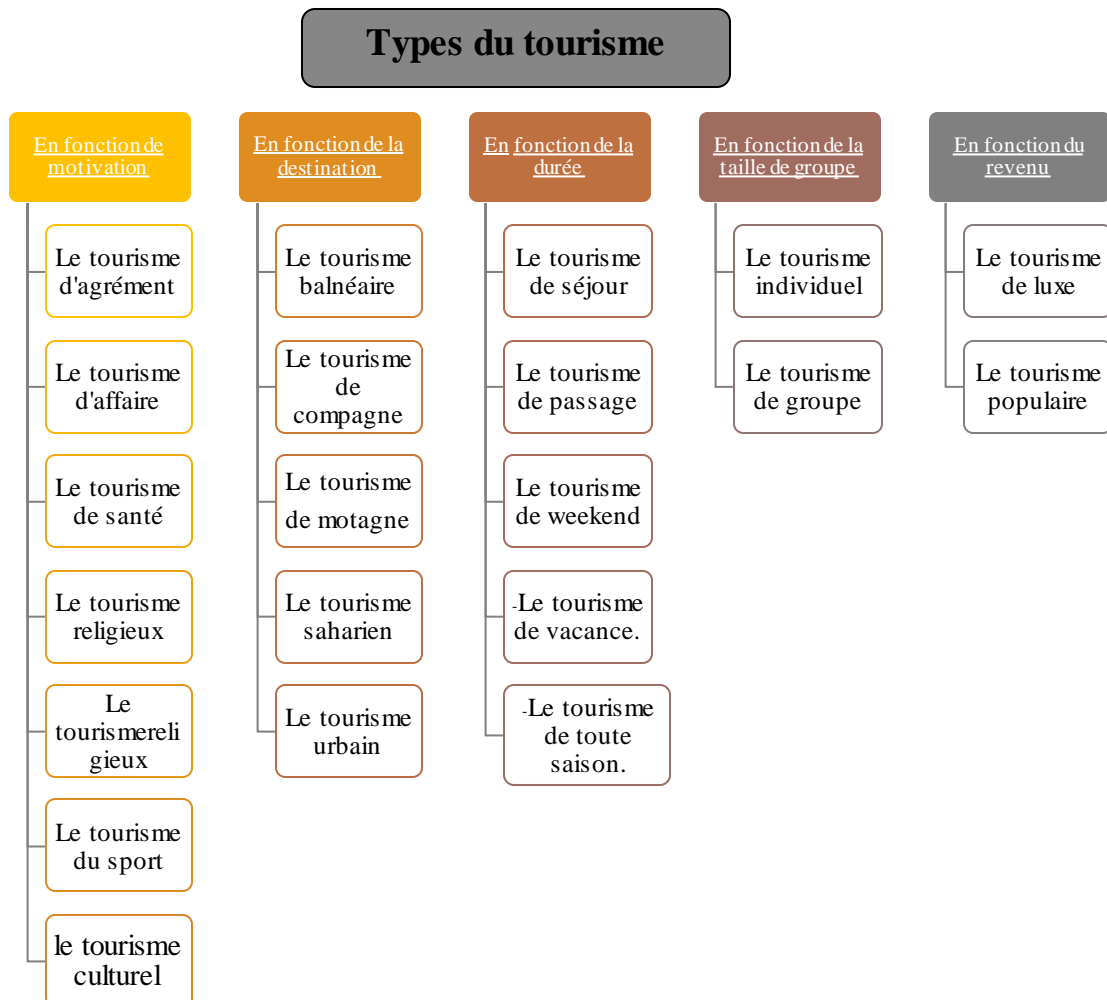 Types du tourisme
En fonction de
motivation
Le tourisme
d'agrément
Le tourisme
d'affaire
Le tourisme
de santé
Le tourisme
religieux
Le
tourismereli
gieux
Le tourisme
du sport
le tourisme
culturel
En fonction de la
destination
Le tourisme
balnéaire
Le tourisme
de
compagne
Le tourisme
de motagne
Le tourisme
saharien
Le tourisme
urbain
En fonction de la
durée
Le tourisme
de séjour
Le tourisme
de passage
Le tourisme
de weekend
-Le tourisme
de vacance.
-Le tourisme
de toute
saison.
En fonction de la
taille de groupe
Le tourisme
individuel
Le tourisme
de groupe
En fonction du
revenu
Le tourisme
de luxe
Le tourisme
populaire